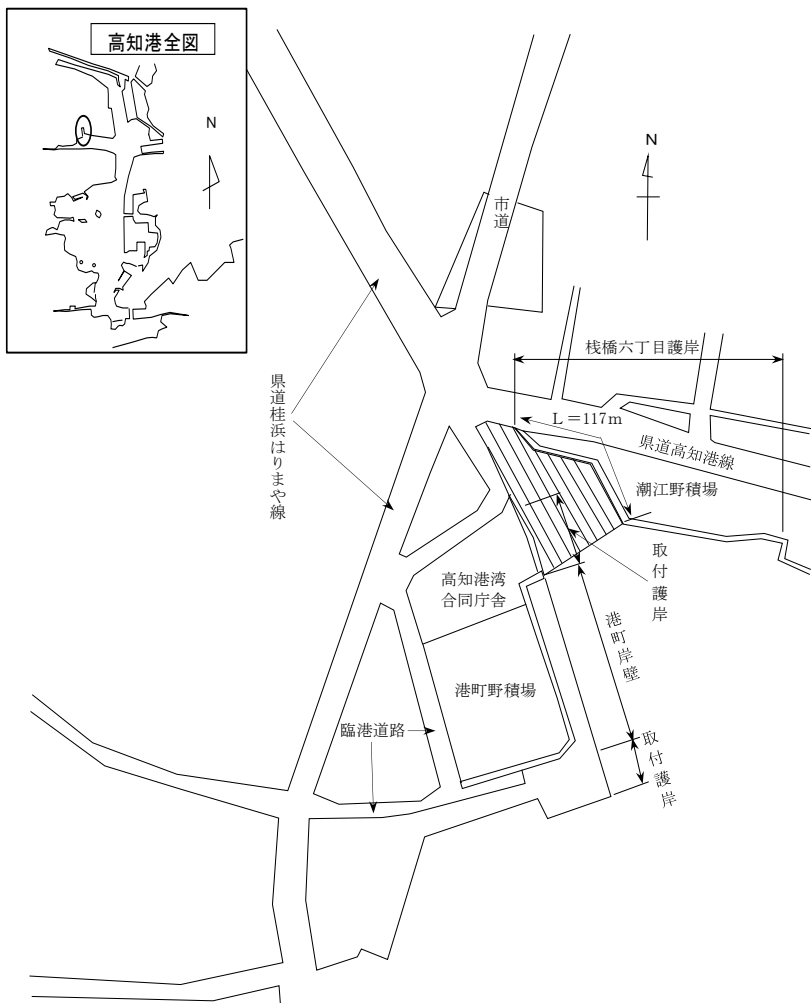 高知港全図
N
N
市道
桟橋六丁目護岸
L=117m
県道高知港線
潮江野積場
県道桂浜はりまや線
取付護岸
高知港湾
合同庁舎
港町岸壁
港町野積場
臨港道路
取付護岸